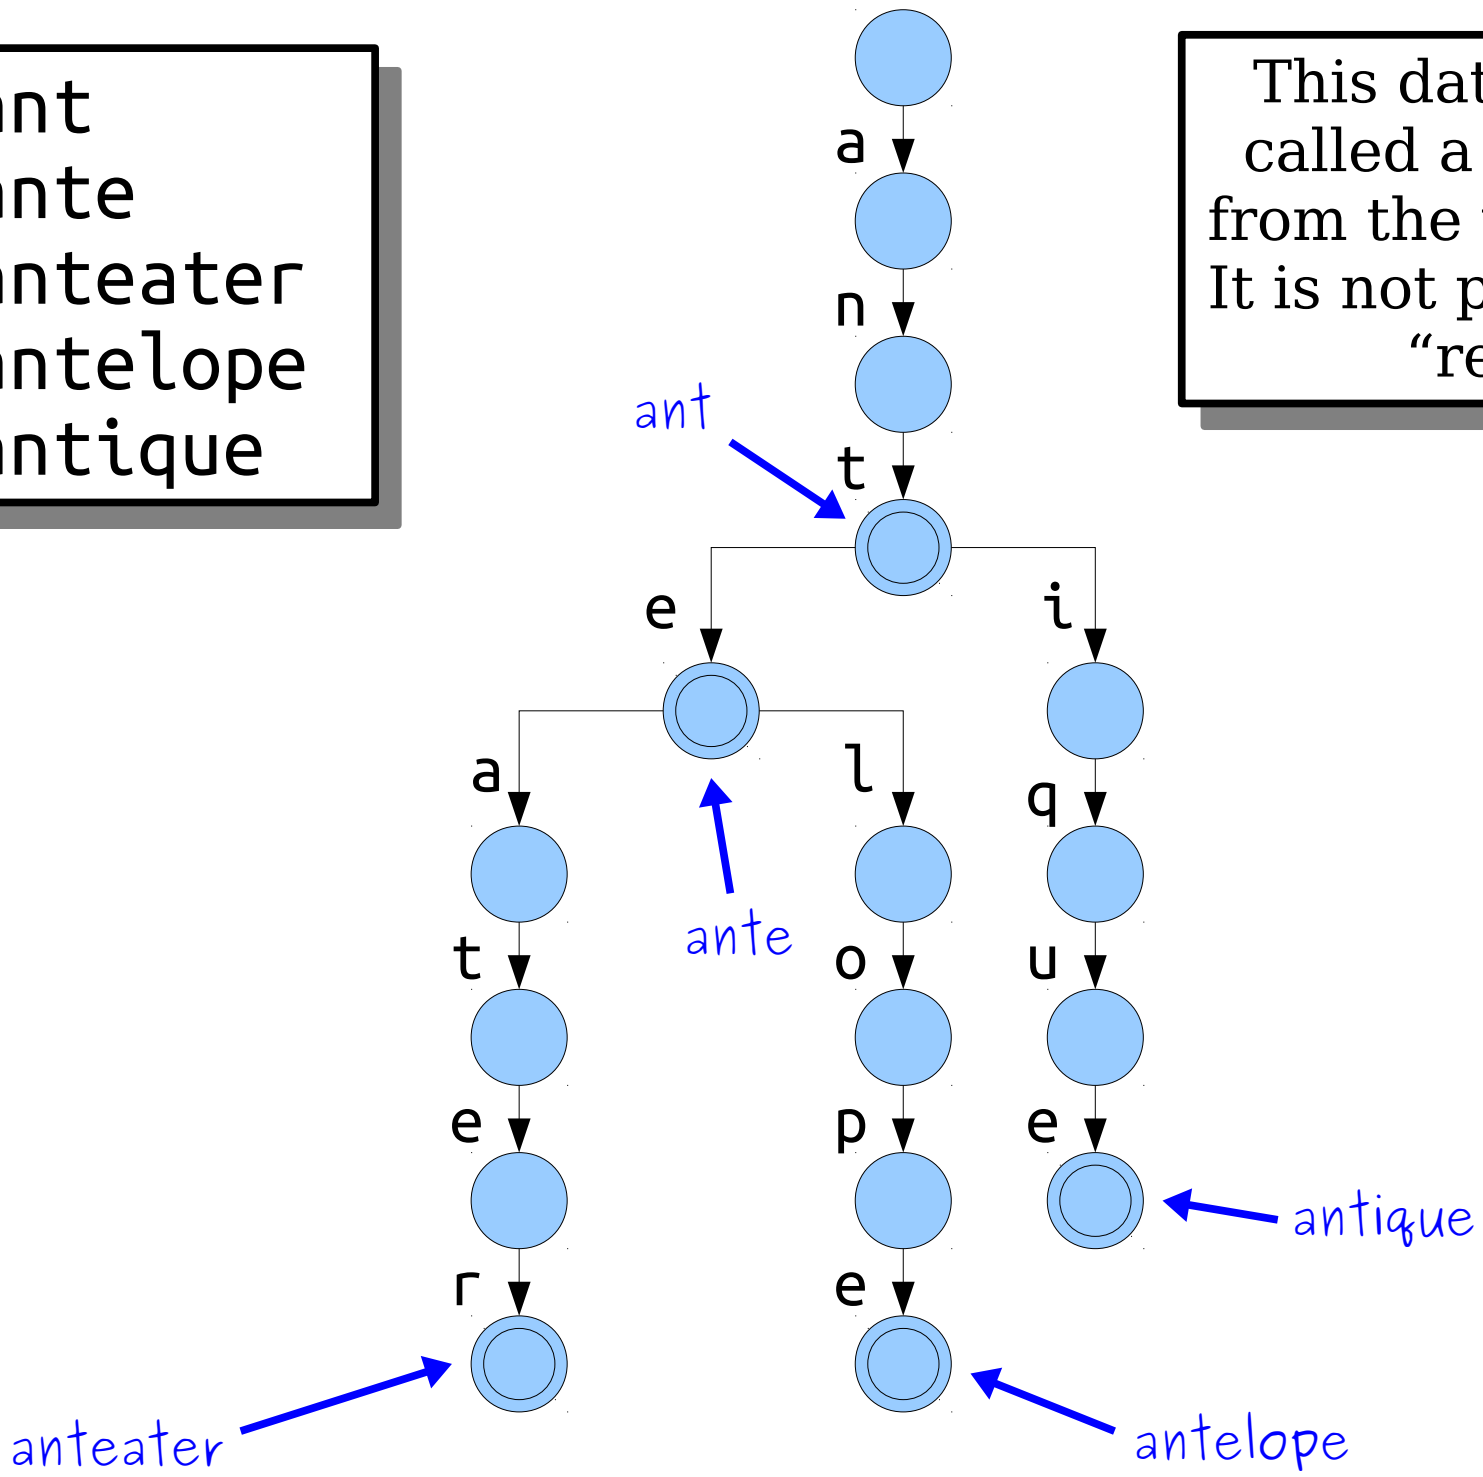 nt
nte
nteater
ntelope
ntique
This dat
called a
from the
It is not p
“re
a
n
ant
t
e
i
a
l
q
ante
t
o
u
e
p
e
antique
r
e
anteater
antelope